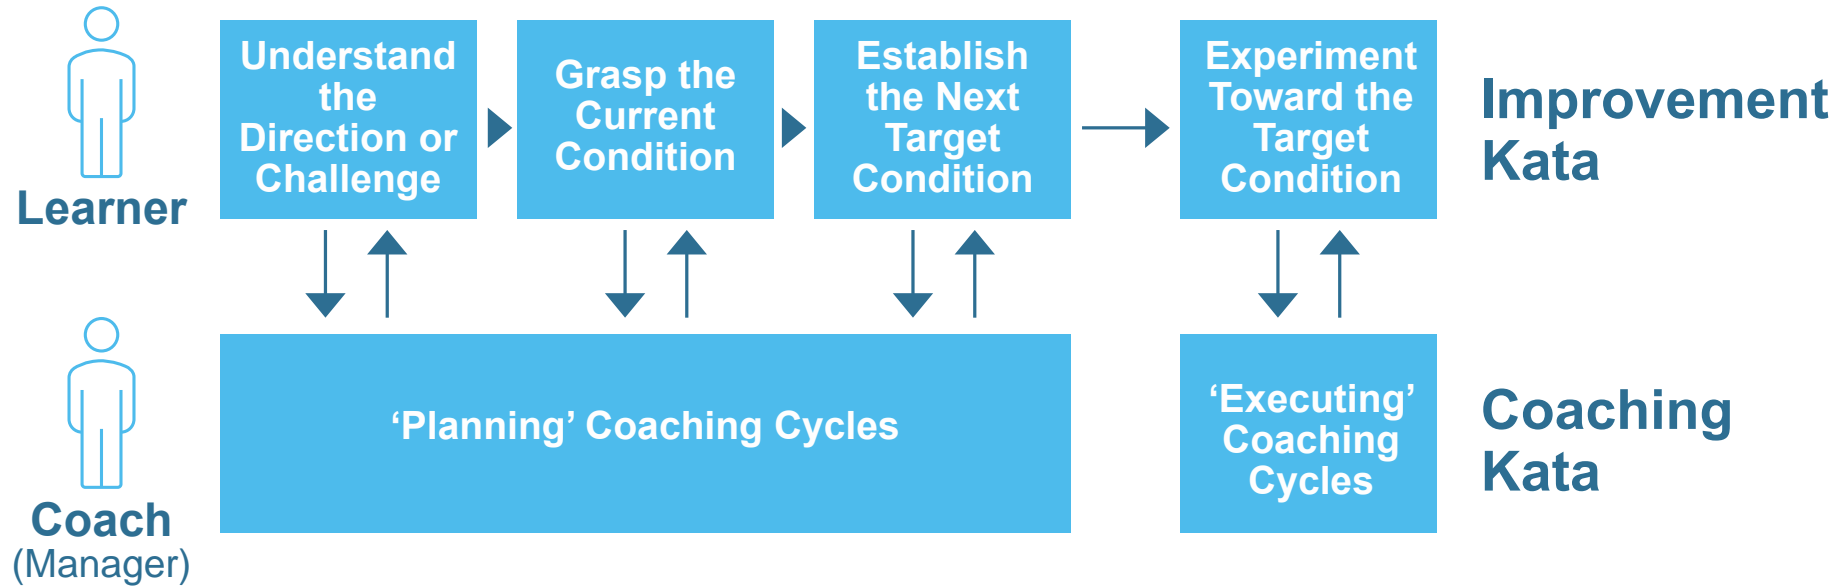 Understand
the
Direction or
Challenge
Grasp the
Current
Condition
Establish
the Next
Target
Condition
Experiment
Toward the
Target
Condition
Improvement
Kata
Learner
‘Planning’ Coaching Cycles
‘Executing’
Coaching
Cycles
Coaching
Kata
Coach
(Manager)